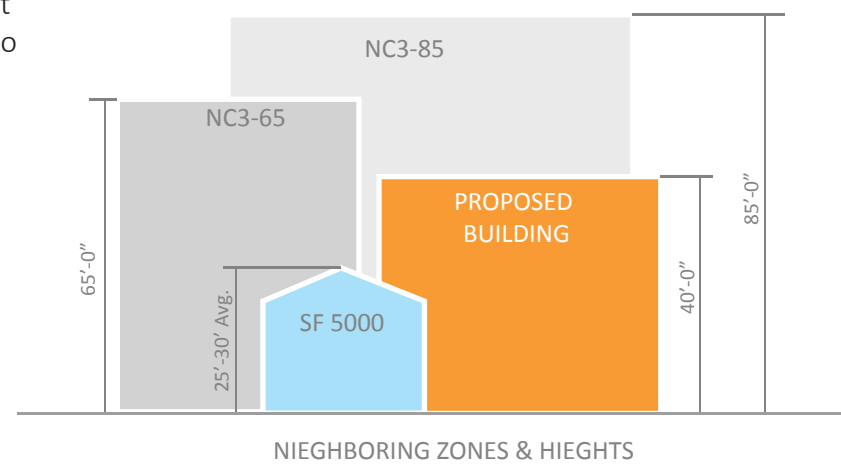 t
o
NC3-85
NC3-65
PROPOSED
BUILDING
85’-0”
65’-0”
40’-0”
25’-30’ Avg.
SF 5000
NIEGHBORING ZONES & HIEGHTS